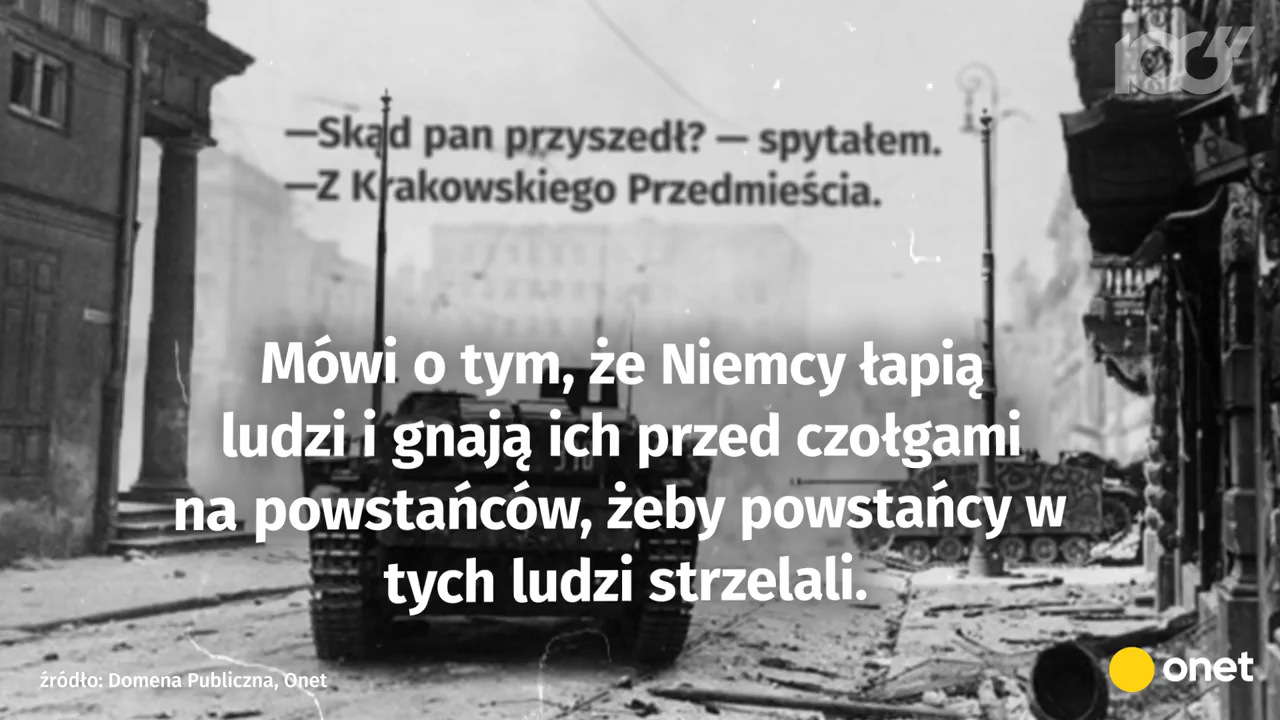 —Skąd pan przyszedł? — spytałem.
—Z Krakowskiego Przedmieścia.
Mówi o tym, że Niemcy łapią
ludzi i gnają ich przed czołgami
na powstańców, żeby powstańcy w
tych ludzi strzelali.
źródło: Domena Publiczna, Onet
onet